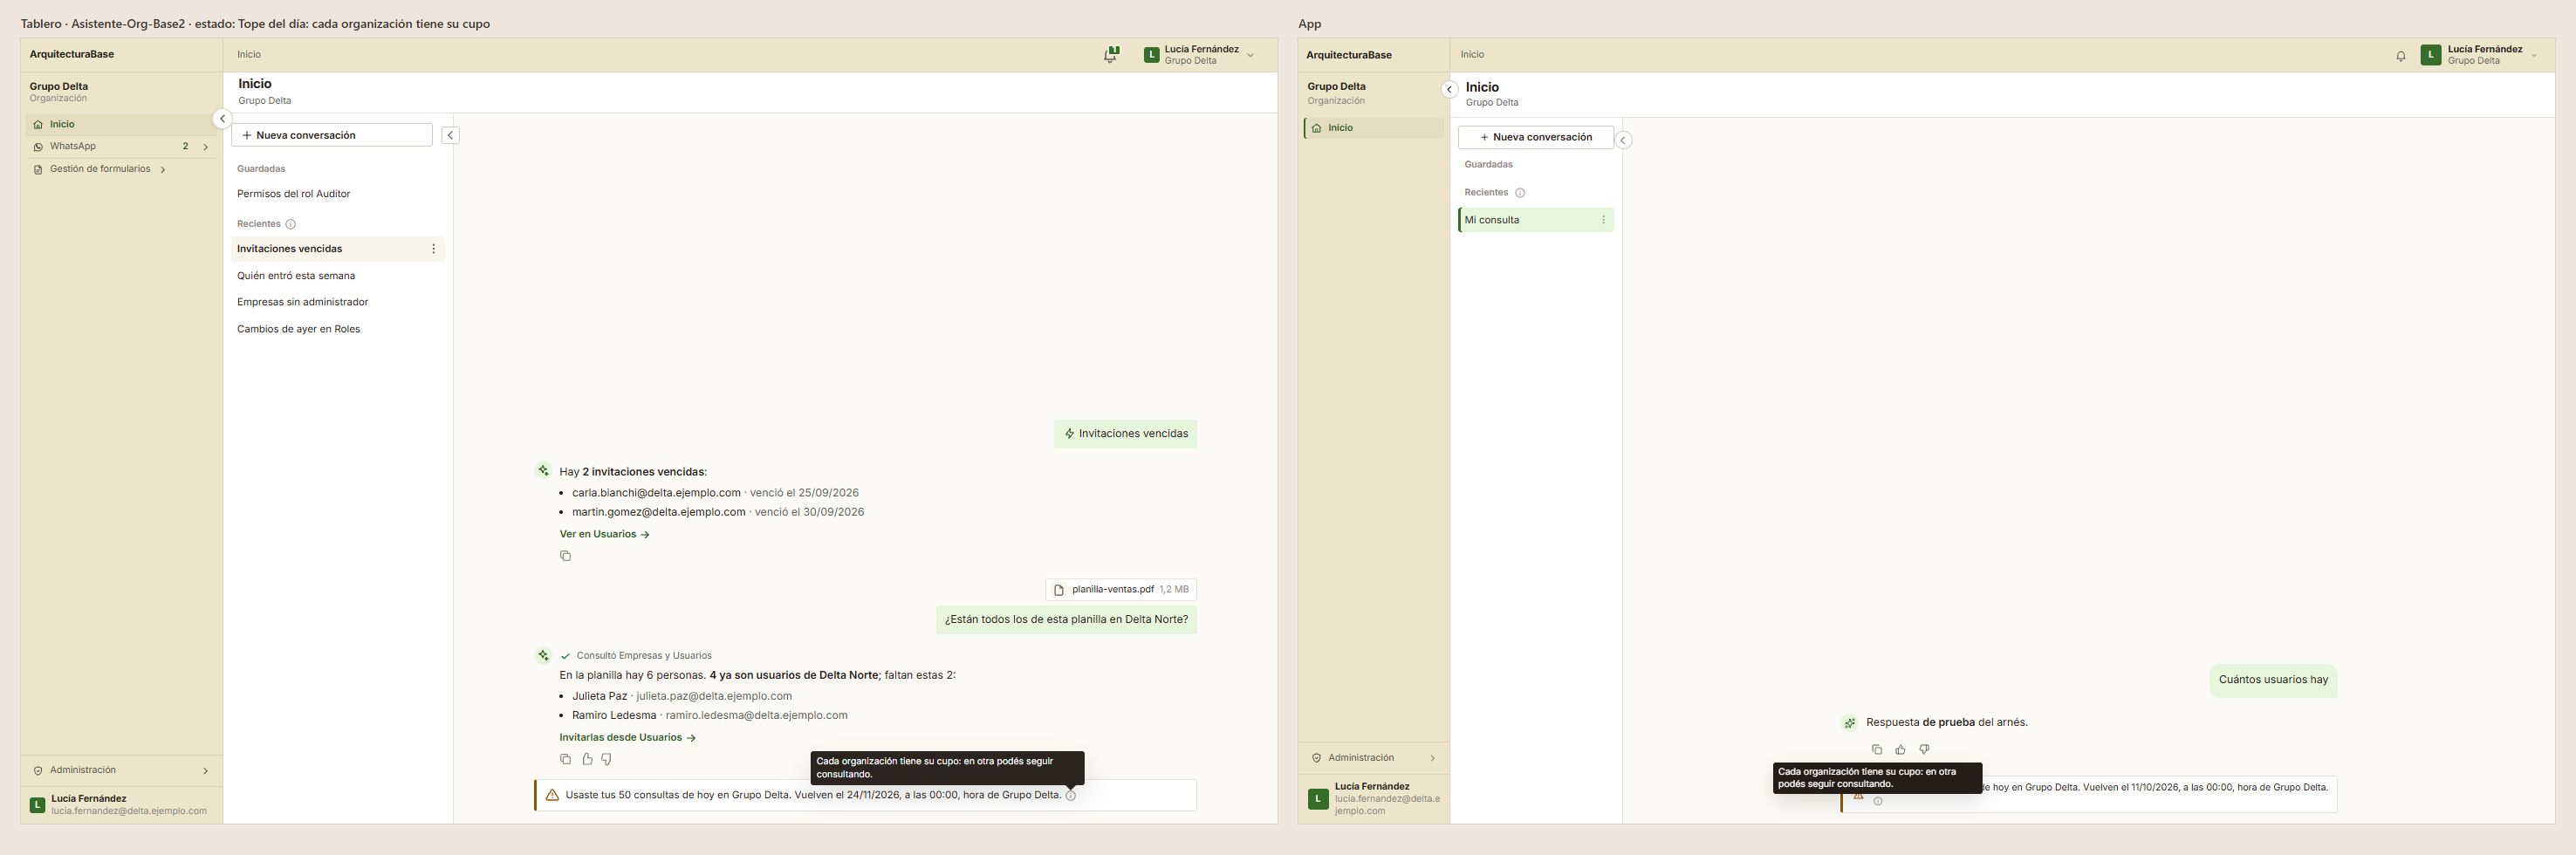 Tablero · Asistente-Org-Base2 · estado: Tope del día: cada organización tiene su cupo
ArquitecturaBase
Inicio
1
L
Lucía Fernández
Grupo Delta
Grupo Delta
Organización
Inicio
WhatsApp 2
Gestión de formularios
Administración
L
Lucía Fernández
lucia.fernandez@delta.ejemplo.com
Inicio
Grupo Delta
+ Nueva conversación
Guardadas
Permisos del rol Auditor
Recientes
Invitaciones vencidas
Quién entró esta semana
Empresas sin administrador
Cambios de ayer en Roles
Invitaciones vencidas
Hay 2 invitaciones vencidas:
• carla.bianchi@delta.ejemplo.com · venció el 25/09/2026
• martin.gomez@delta.ejemplo.com · venció el 30/09/2026
Ver en Usuarios →
planilla-ventas.pdf 1,2 MB
¿Están todos los de esta planilla en Delta Norte?
Consultó Empresas y Usuarios
En la planilla hay 6 personas. 4 ya son usuarios de Delta Norte; faltan estas 2:
• Julieta Paz · julieta.paz@delta.ejemplo.com
• Ramiro Ledesma · ramiro.ledesma@delta.ejemplo.com
Invitarlas desde Usuarios →
Cada organización tiene su cupo: en otra podés seguir
consultando.
Usaste tus 50 consultas de hoy en Grupo Delta. Vuelven el 24/11/2026, a las 00:00, hora de Grupo Delta.
App
ArquitecturaBase
Inicio
L
Lucía Fernández
Grupo Delta
Grupo Delta
Organización
Inicio
Administración
L
Lucía Fernández
lucia.fernandez@delta.e
jemplo.com
Inicio
Grupo Delta
+ Nueva conversación
Guardadas
Recientes
Mi consulta
Cuántos usuarios hay
Respuesta de prueba del arnés.
Cada organización tiene su cupo: en otra
podés seguir consultando.
de hoy en Grupo Delta. Vuelven el 11/10/2026, a las 00:00, hora de Grupo Delta.